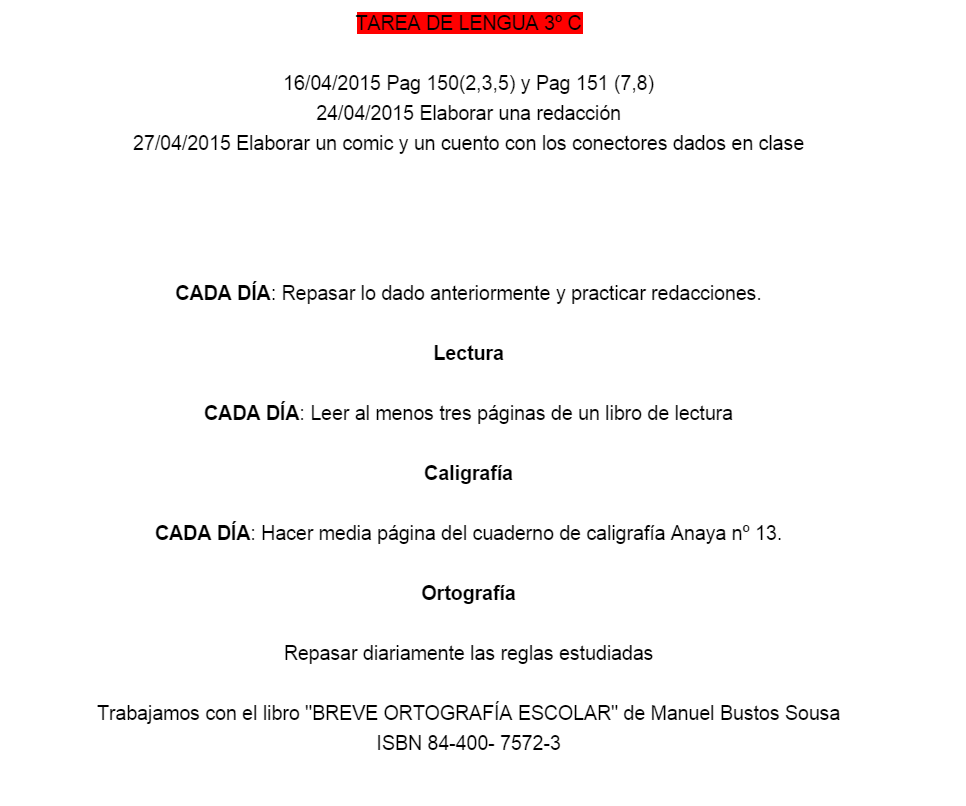 TAREA DE LENGUA 3º C
16/04/2015 Pag 150(2,3,5) y Pag 151 (7,8)
24/04/2015 Elaborar una redacción
27/04/2015 Elaborar un comic y un cuento con los conectores dados en clase
CADA DÍA: Repasar lo dado anteriormente y practicar redacciones.
Lectura
CADA DÍA: Leer al menos tres páginas de un libro de lectura
Caligrafía
CADA DÍA: Hacer media página del cuaderno de caligrafía Anaya nº 13.
Ortografía
Repasar diariamente las reglas estudiadas
Trabajamos con el libro "BREVE ORTOGRAFÍA ESCOLAR" de Manuel Bustos Sousa
ISBN 84-400- 7572-3